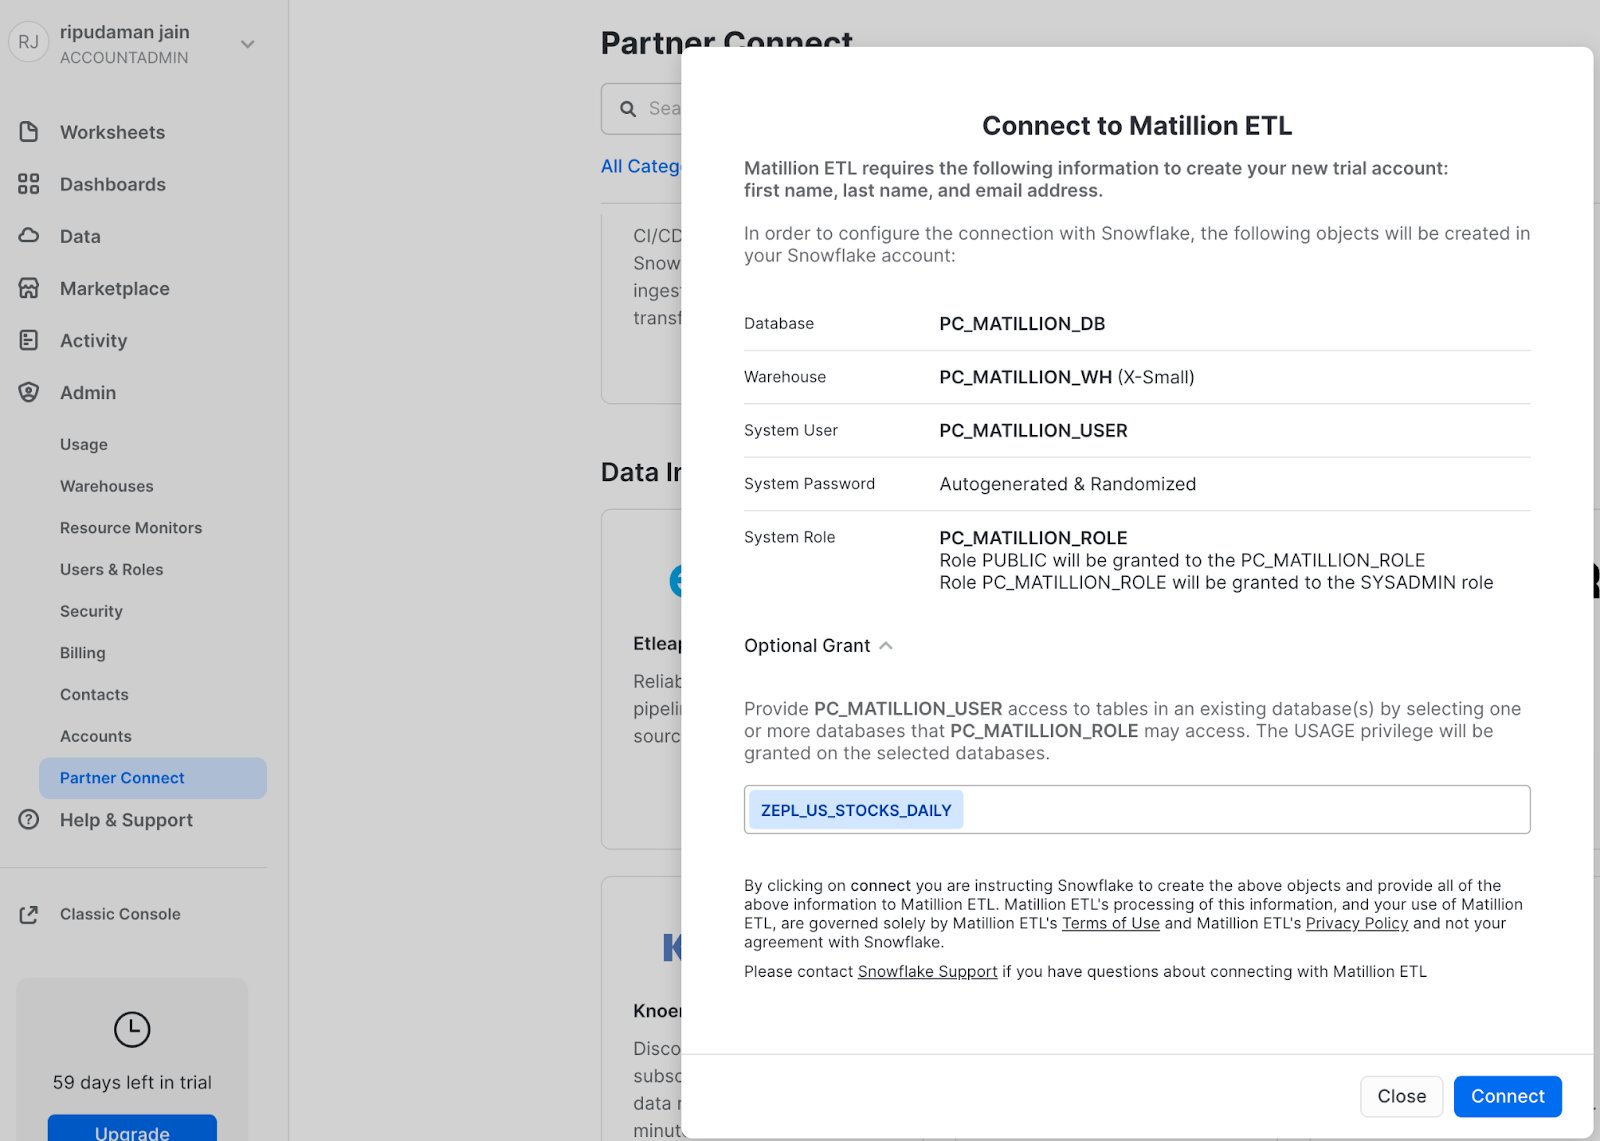 RJ
ripudaman jain
ACCOUNTADMIN
Worksheets
Dashboards
Data
Marketplace
Activity
Admin
Usage
Warehouses
Resource Monitors
Users & Roles
Security
Billing
Contacts
Accounts
Partner Connect
Help & Support
Classic Console
59 days left in trial
Upgrade
Partner Connect
Sea
All Categ
CI/CD
Snow
inges
transf
Data In
Etleap
Reliab
pipeli
sourc
Knoer
Disco
subsc
data
minut
Connect to Matillion ETL
Matillion ETL requires the following information to create your new trial account:
first name, last name, and email address.
In order to configure the connection with Snowflake, the following objects will be created in
your Snowflake account:
Database PC_MATILLION_DB
Warehouse PC_MATILLION_WH (X-Small)
System User PC_MATILLION_USER
System Password Autogenerated & Randomized
System Role PC_MATILLION_ROLE
Role PUBLIC will be granted to the PC_MATILLION_ROLE
Role PC_MATILLION_ROLE will be granted to the SYSADMIN role
Optional Grant
Provide PC_MATILLION_USER access to tables in an existing database(s) by selecting one
or more databases that PC_MATILLION_ROLE may access. The USAGE privilege will be
granted on the selected databases.
ZEPL_US_STOCKS_DAILY
By clicking on connect you are instructing Snowflake to create the above objects and provide all of the
above information to Matillion ETL. Matillion ETL's processing of this information, and your use of Matillion
ETL, are governed solely by Matillion ETL's Terms of Use and Matillion ETL's Privacy Policy and not your
agreement with Snowflake.
Please contact Snowflake Support if you have questions about connecting with Matillion ETL
Close
Connect